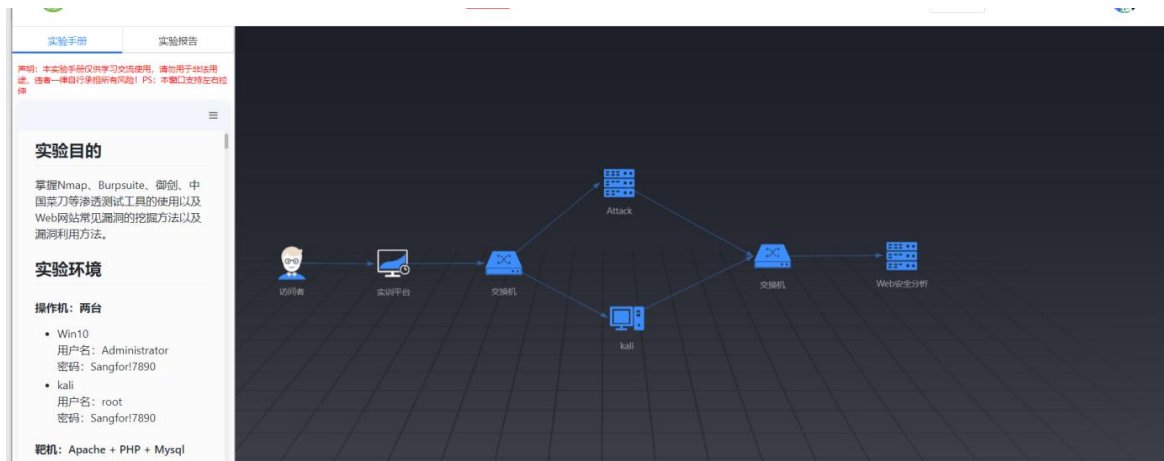 实验手册
实验报告
声明：本实验手册仅供学习交流使用，请勿用于非法用
途，违者一律自行承担所有风险！PS：本窗口支持左右拉
伸
实验目的
掌握Nmap、Burpsuite、御剑、中
国菜刀等渗透测试工具的使用以及
Web网站常见漏洞的挖掘方法以及
漏洞利用方法。
实验环境
操作机：两台
• Win10
用户名：Administrator
密码：Sangfor!7890
• kali
用户名：root
密码：Sangfor!7890
靶机：Apache + PHP + Mysql
访问者
实训平台
交换机
Attack
kali
交换机
Web安全分析